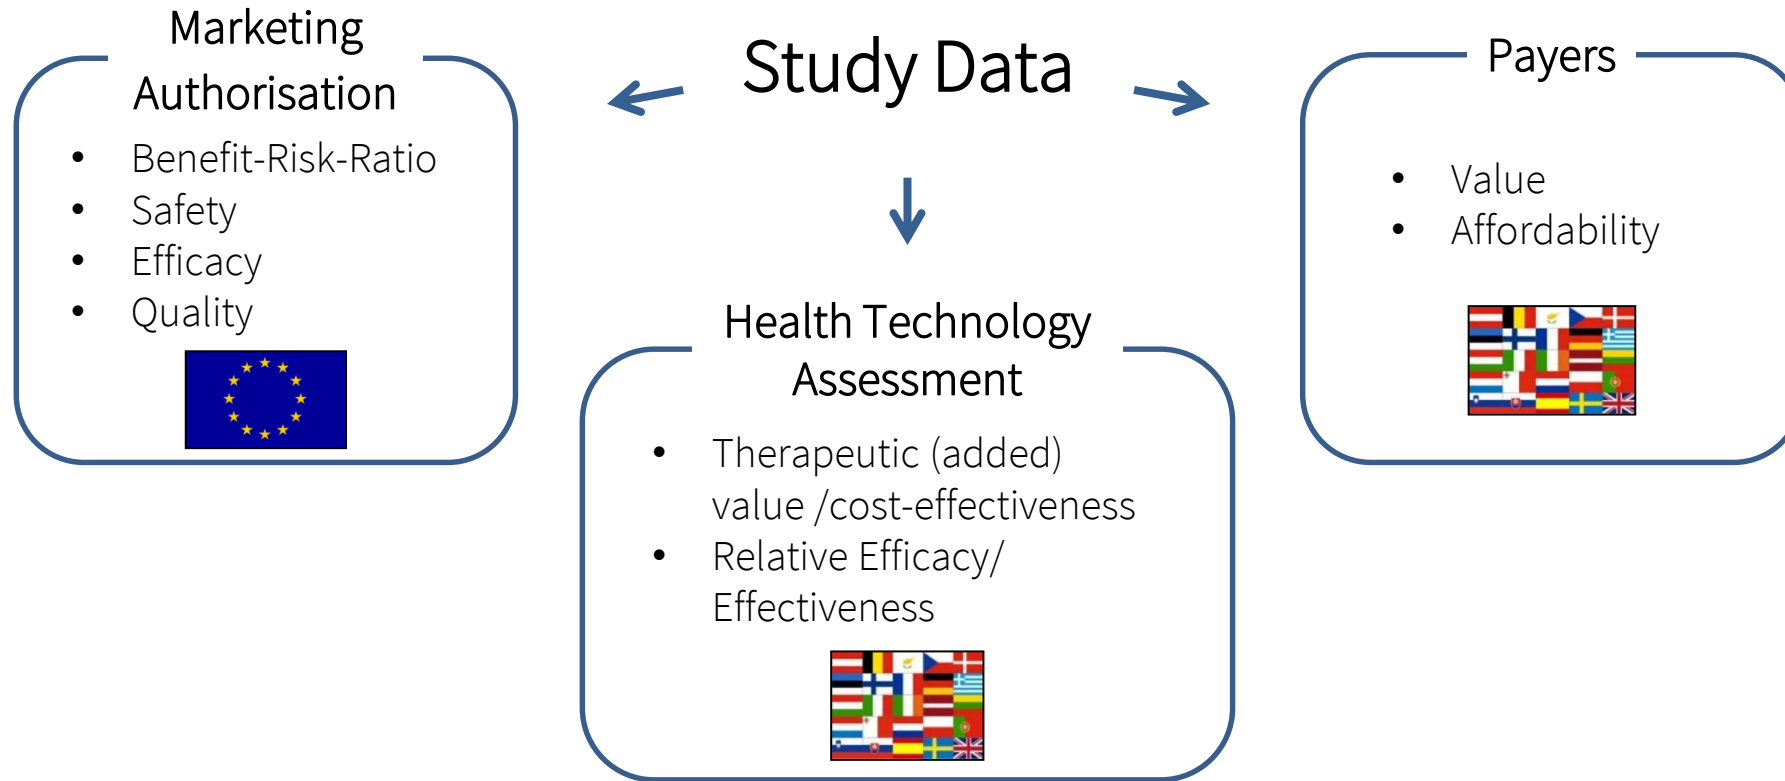 Marketing
Authorisation
• Benefit-Risk-Ratio
• Safety
• Efficacy
• Quality
Study Data
Payers
• Value
• Affordability
Health Technology
Assessment
• Therapeutic (added)
value /cost-effectiveness
• Relative Efficacy/
Effectiveness